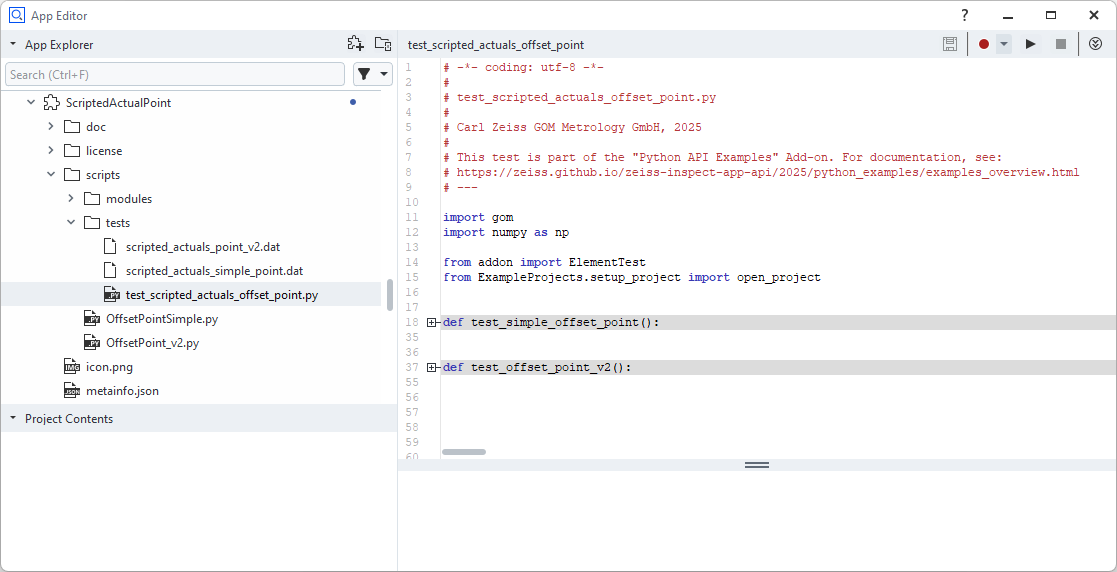 App Editor
?
App Explorer
Search (Ctrl+F)
ScriptedActualPoint
doc
license
scripts
modules
tests
scripted_actuals_point_v2.dat
scripted_actuals_simple_point.dat
test_scripted_actuals_offset_point.py
OffsetPointSimple.py
OffsetPoint_v2.py
icon.png
metainfo.json
Project Contents
test_scripted_actuals_offset_point
1 # -*- coding: utf-8 -*-
2 #
3 # test_scripted_actuals_offset_point.py
4 #
5 # Carl Zeiss GOM Metrology GmbH, 2025
6 #
7 # This test is part of the "Python API Examples" Add-on. For documentation, see:
8 # https://zeiss.github.io/zeiss-inspect-app-api/2025/python_examples/examples_overview.html
9 # ---
10
11 import gom
12 import numpy as np
13
14 from addon import ElementTest
15 from ExampleProjects.setup_project import open_project
16
17
18 def test_simple_offset_point():
35
36
37 def test_offset_point_v2():
55
56
57
58
59
60